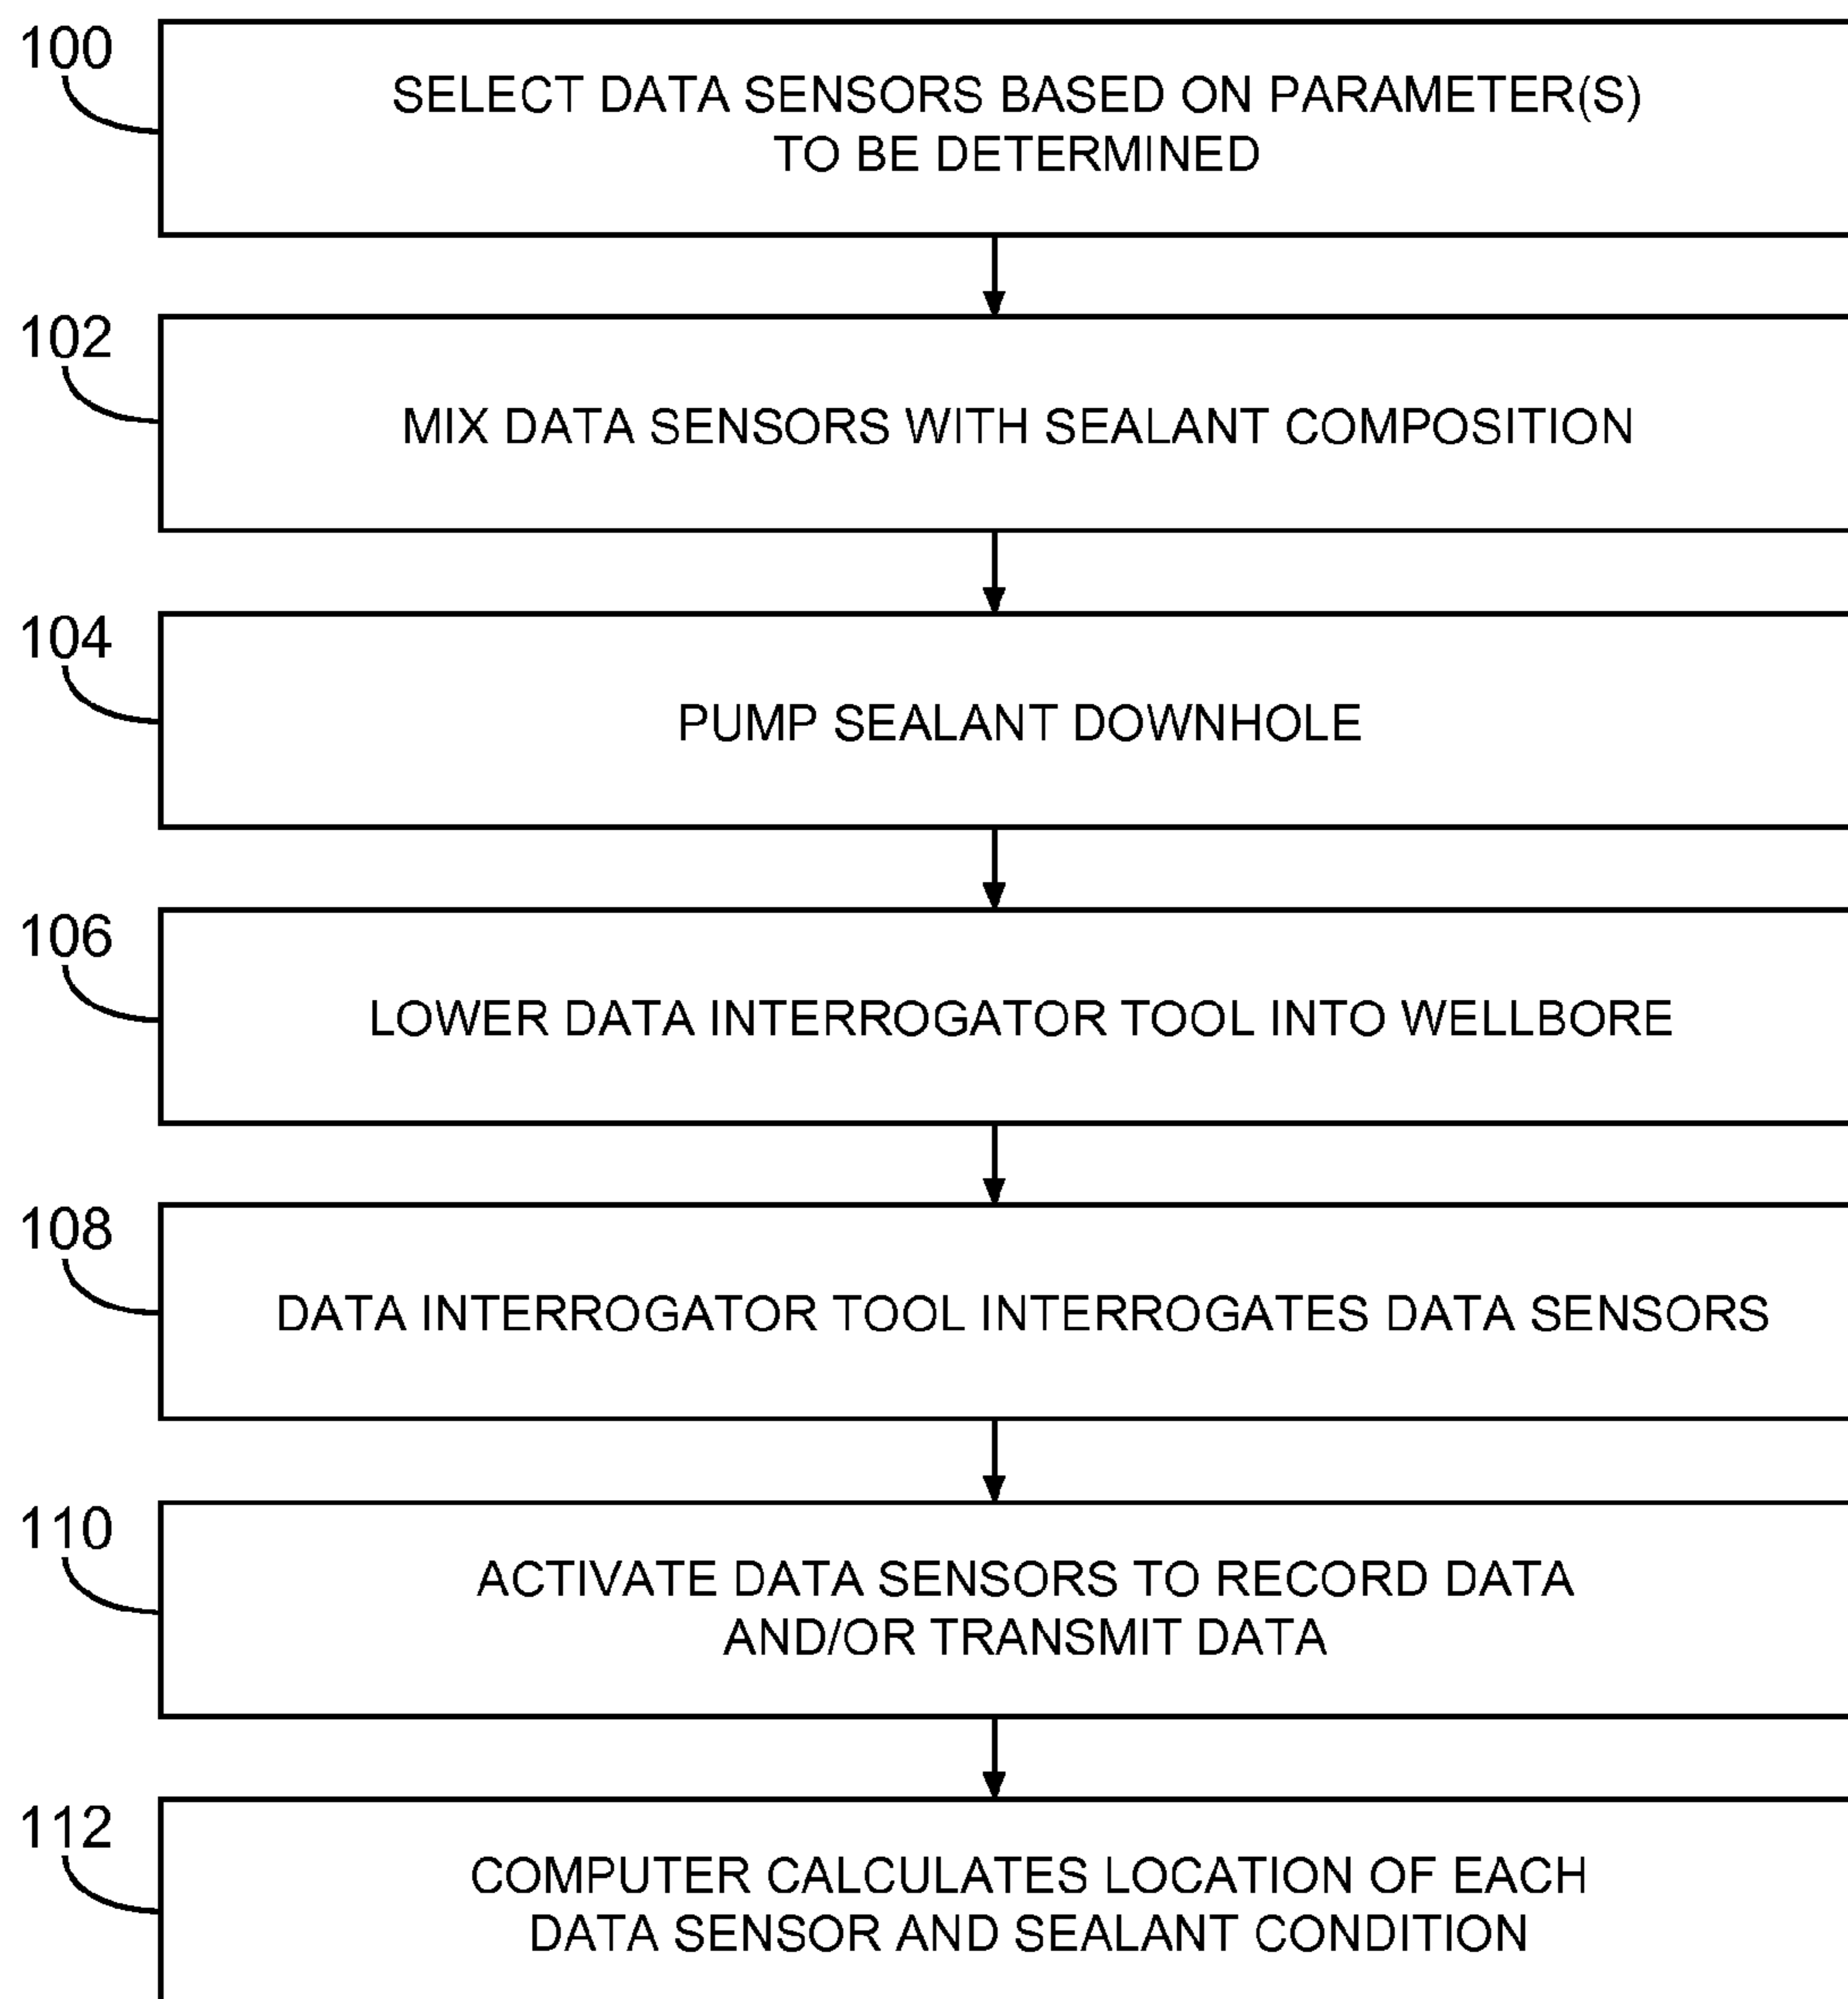 100
SELECT DATA SENSORS BASED ON PARAMETER(S)
TO BE DETERMINED
102
MIX DATA SENSORS WITH SEALANT COMPOSITION
104
PUMP SEALANT DOWNHOLE
106
LOWER DATA INTERROGATOR TOOL INTO WELLBORE
108
DATA INTERROGATOR TOOL INTERROGATES DATA SENSORS
110
ACTIVATE DATA SENSORS TO RECORD DATA
AND/OR TRANSMIT DATA
112
COMPUTER CALCULATES LOCATION OF EACH
DATA SENSOR AND SEALANT CONDITION